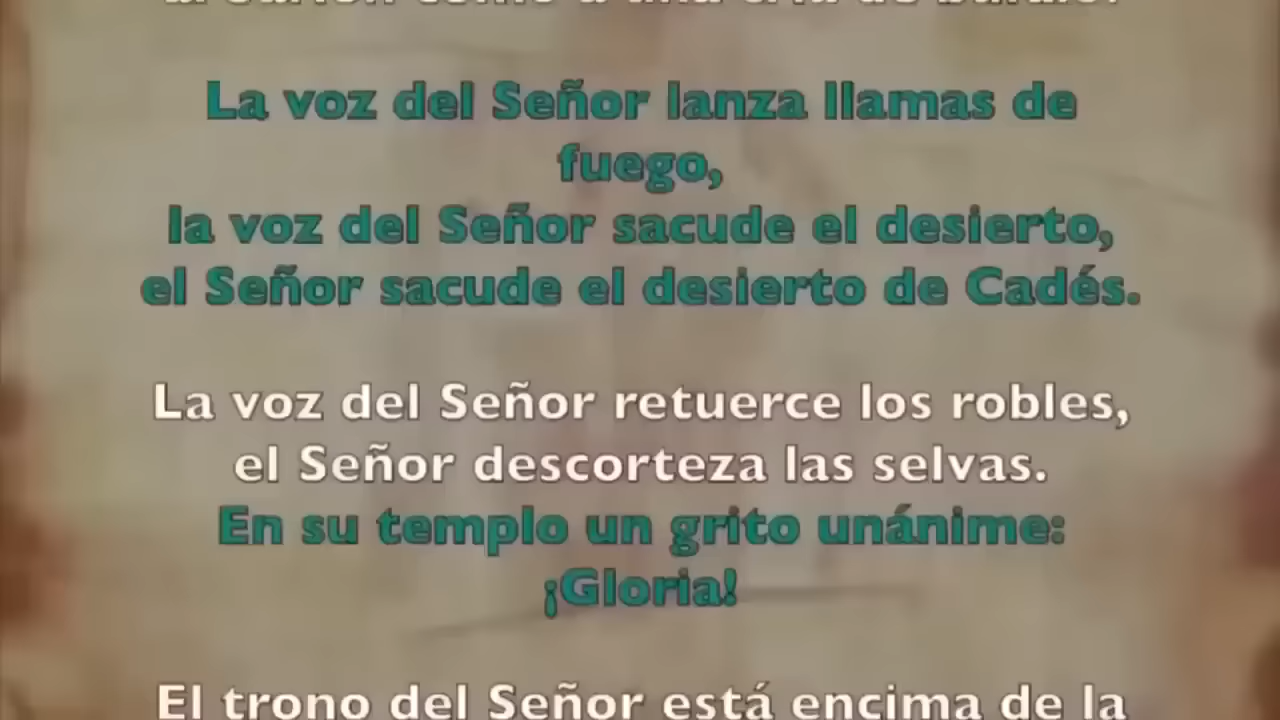 La voz del Señor lanza llamas de
fuego,
la voz del Señor sacude el desierto,
el Señor sacude el desierto de Cadés.
La voz del Señor retuerce los robles,
el Señor descorteza las selvas.
En su templo un grito unánime:
¡Gloria!
El trono del Señor está encima de la